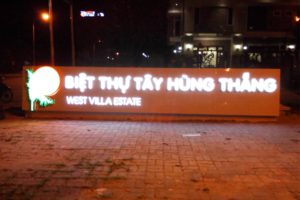 BIỆT THỰ TÂY HÙNG THẮNG
WEST VILLA ESTATE